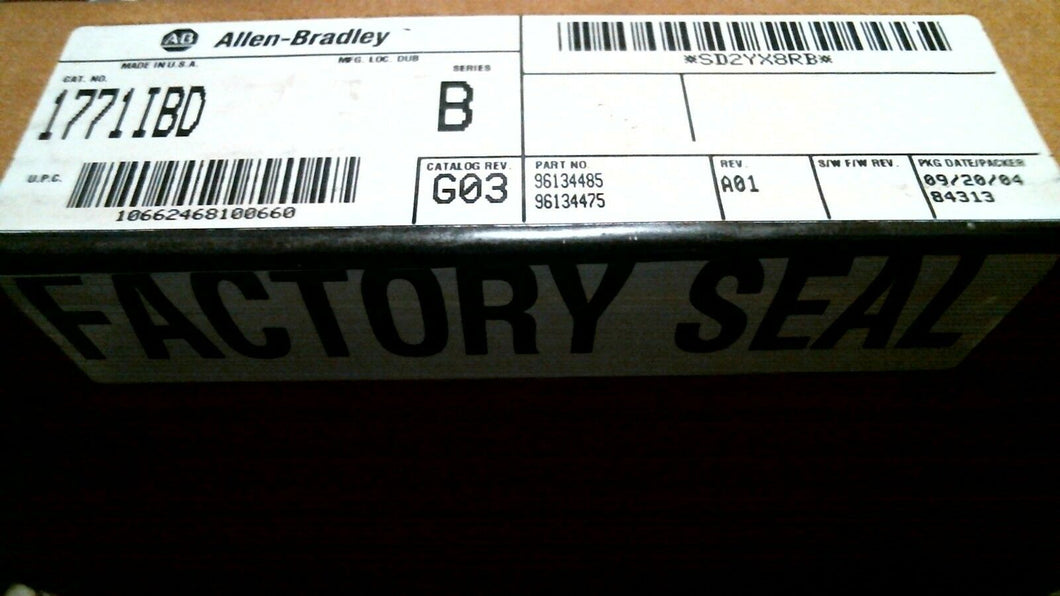 AB Allen-Bradley
MADE IN U.S.A. MFG. LOC. DUB
CAT. NO. SERIES
1771IBD B
U.P.C.
10662468100660
CATALOG REV.
G03
*SD2YX8RB*
PART NO.
96134485
96134475
REV.
A01
S/W F/W REV.
PKG DATE/PACKER
09/20/04
84313
FACTORY SEAL